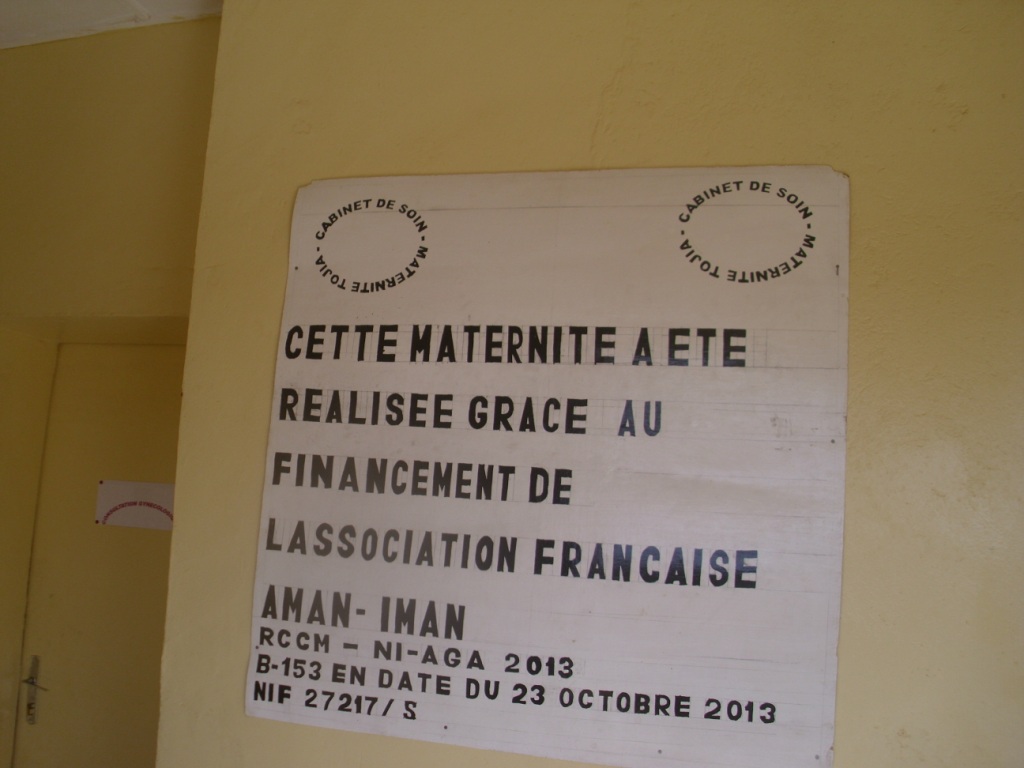 CABINET DE SOIN - MATERNITE TOJIA -
CABINET DE SOIN - MATERNITE TOJIA -
CETTE MATERNITE A ETE
REALISEE GRACE AU
FINANCEMENT DE
LASSOCIATION FRANCAISE
AMAN-IMAN
RCCM - NI-AGA 2013
B-153 EN DATE DU 23 OCTOBRE 2013
NIF 27217/S